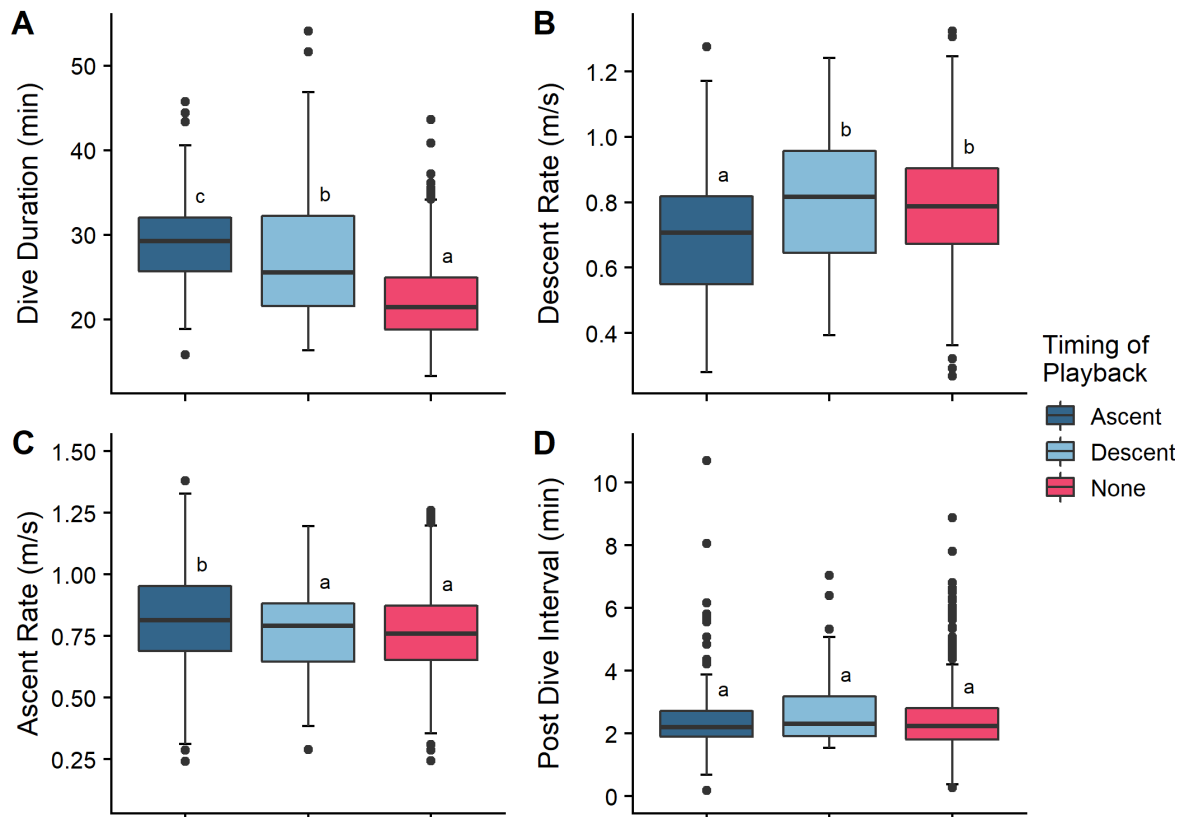 A
Dive Duration (min)
50
40
30
20
c
b
a
B
Descent Rate (m/s)
1.2
1.0
0.8
0.6
0.4
a
b
b
C
Ascent Rate (m/s)
1.50
1.25
1.00
0.75
0.50
0.25
b
a
a
D
Post Dive Interval (min)
10
8
6
4
2
0
a
a
a
Timing of
Playback
Ascent
Descent
None